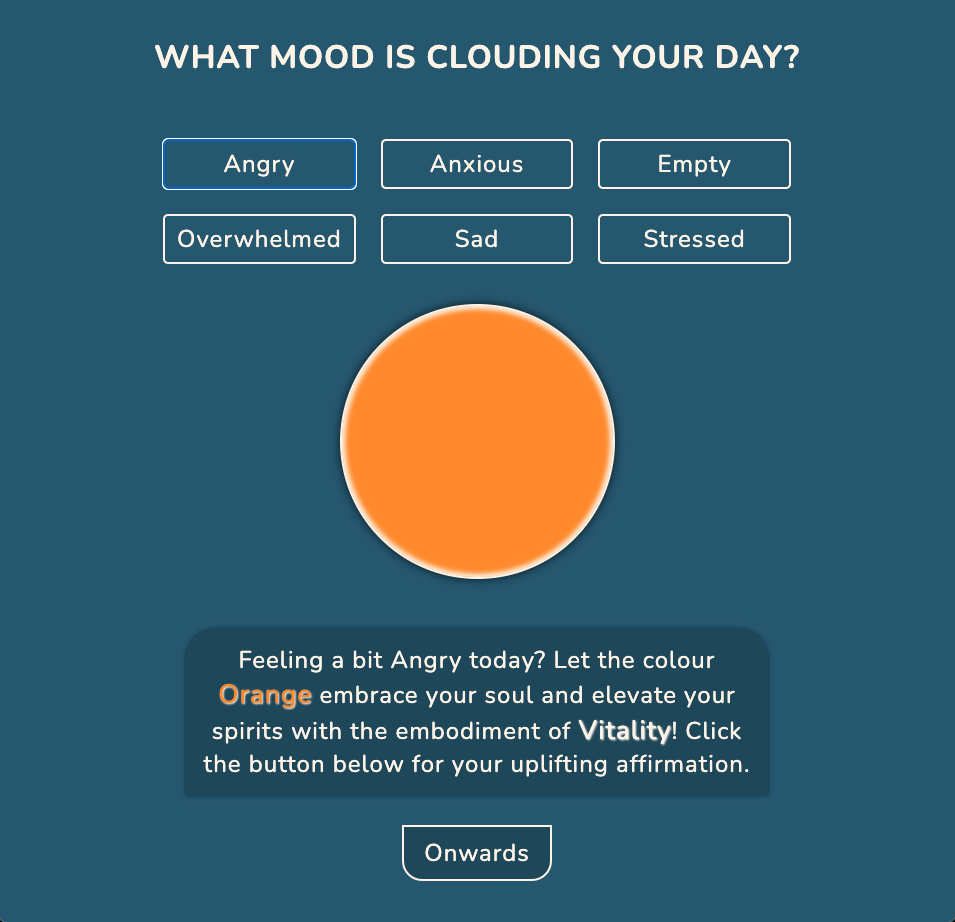 WHAT MOOD IS CLOUDING YOUR DAY?
Angry
Anxious
Empty
Overwhelmed
Sad
Stressed
Feeling a bit Angry today? Let the colour
Orange embrace your soul and elevate your
spirits with the embodiment of Vitality! Click
the button below for your uplifting affirmation.
Onwards